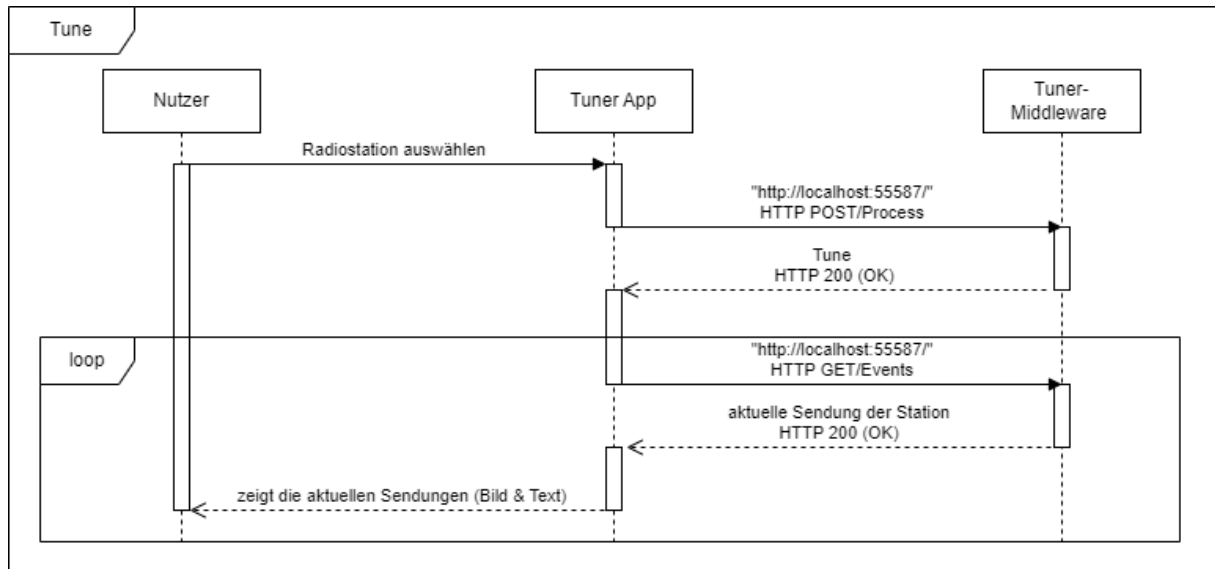 Tune
Nutzer
Tuner App
Tuner-
Middleware
Radiostation auswählen
"http://localhost:55587/"
HTTP POST/Process
Tune
HTTP 200 (OK)
loop
"http://localhost:55587/"
HTTP GET/Events
aktuelle Sendung der Station
HTTP 200 (OK)
zeigt die aktuellen Sendungen (Bild & Text)